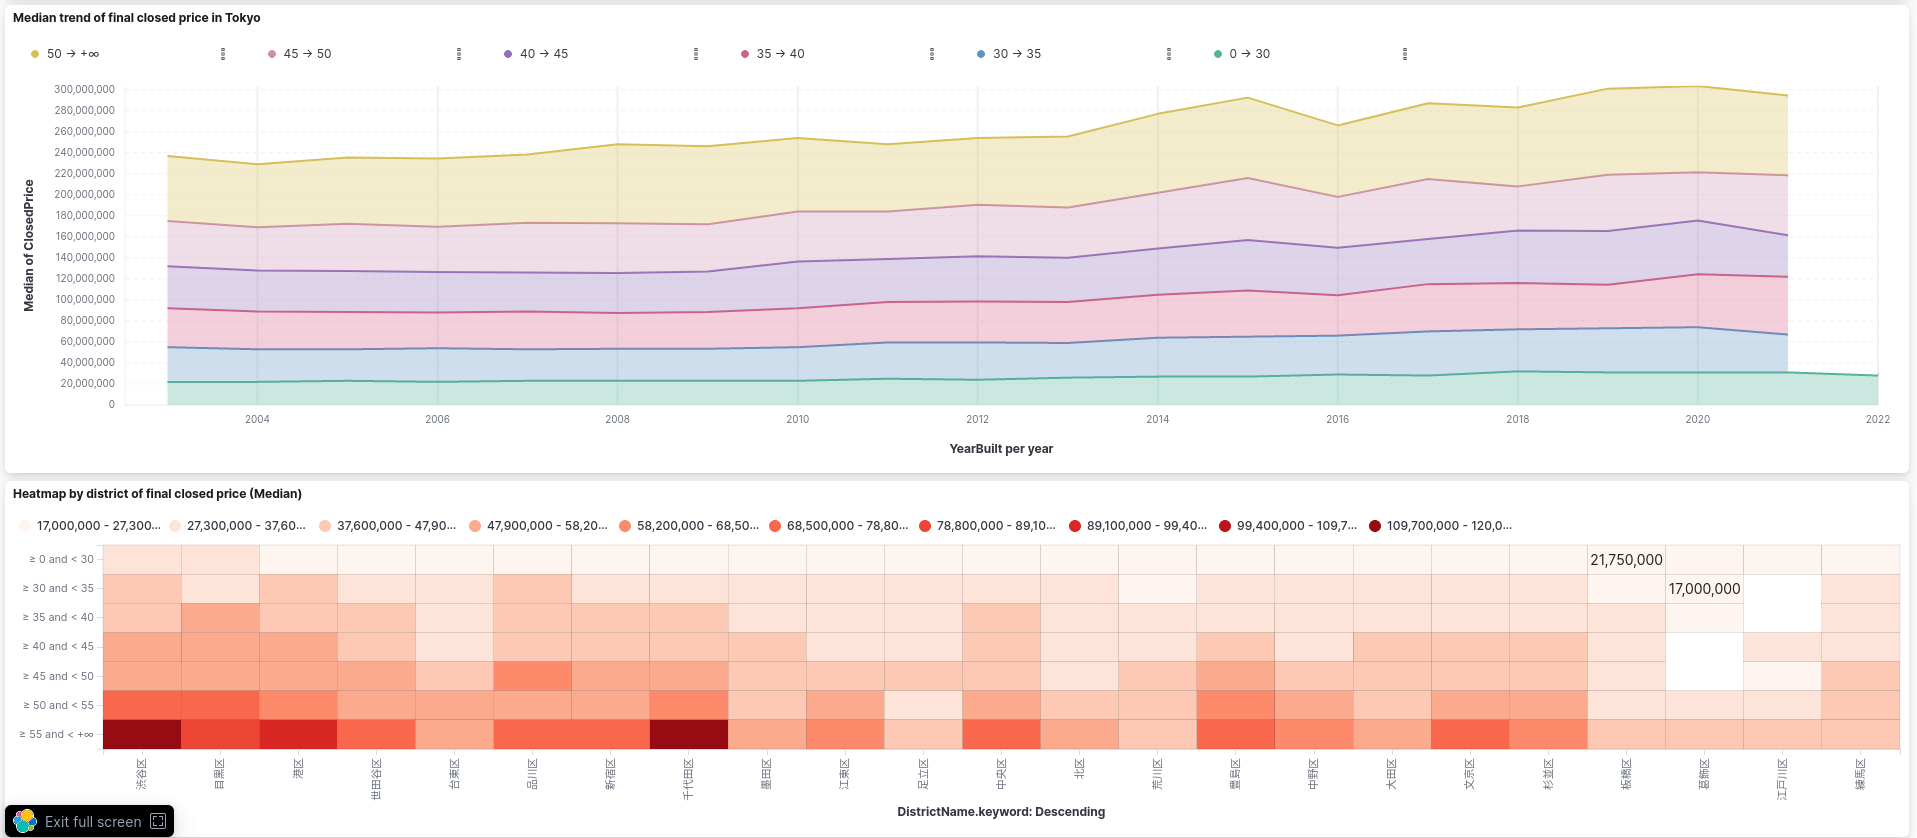 Median trend of final closed price in Tokyo
50 → +∞
45 → 50
40 → 45
35 → 40
30 → 35
0 → 30
300,000,000
280,000,000
260,000,000
240,000,000
220,000,000
200,000,000
180,000,000
160,000,000
140,000,000
120,000,000
100,000,000
80,000,000
60,000,000
40,000,000
20,000,000
0
Median of ClosedPrice
2004
2006
2008
2010
2012
2014
2016
2018
2020
2022
YearBuilt per year
Heatmap by district of final closed price (Median)
17,000,000 - 27,300...
27,300,000 - 37,60...
37,600,000 - 47,90...
47,900,000 - 58,20...
58,200,000 - 68,50...
68,500,000 - 78,80...
78,800,000 - 89,10...
89,100,000 - 99,40...
99,400,000 - 109,7...
109,700,000 - 120,0...
≥ 0 and < 30
21,750,000
≥ 30 and < 35
17,000,000
≥ 35 and < 40
≥ 40 and < 45
≥ 45 and < 50
≥ 50 and < 55
≥ 55 and < +∞
渋谷区
目黒区
港区
世田谷区
台東区
品川区
新宿区
千代田区
墨田区
江東区
足立区
中央区
北区
荒川区
豊島区
中野区
大田区
文京区
杉並区
板橋区
葛飾区
江戸川区
練馬区
DistrictName.keyword: Descending
Exit full screen